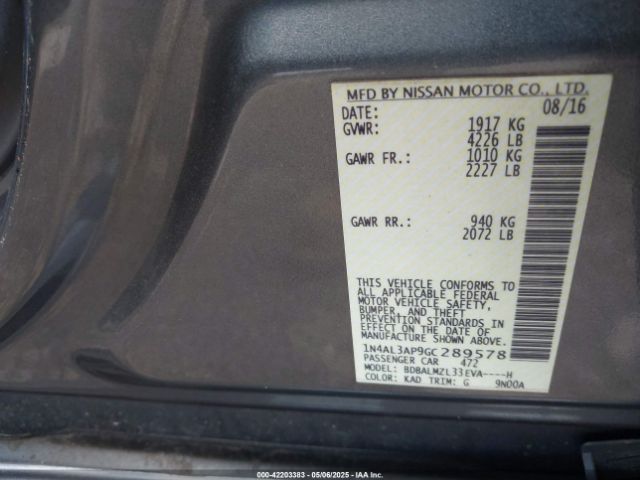 MFD BY NISSAN MOTOR CO., LTD.
DATE: 08/16
GVWR: 1917 KG
4226 LB
GAWR FR.: 1010 KG
2227 LB
GAWR RR.: 940 KG
2072 LB
THIS VEHICLE CONFORMS TO
ALL APPLICABLE FEDERAL
MOTOR VEHICLE SAFETY,
BUMPER, AND THEFT
PREVENTION STANDARDS IN
EFFECT ON THE DATE OF
MANUFACTURE SHOWN ABOVE.
1N4AL3AP9GC289578
PASSENGER CAR 472
MODEL: BDBALMZL33EVA----H
COLOR: KAD TRIM: G 9N00A
000-42203383 - 05/06/2025 - IAA Inc.